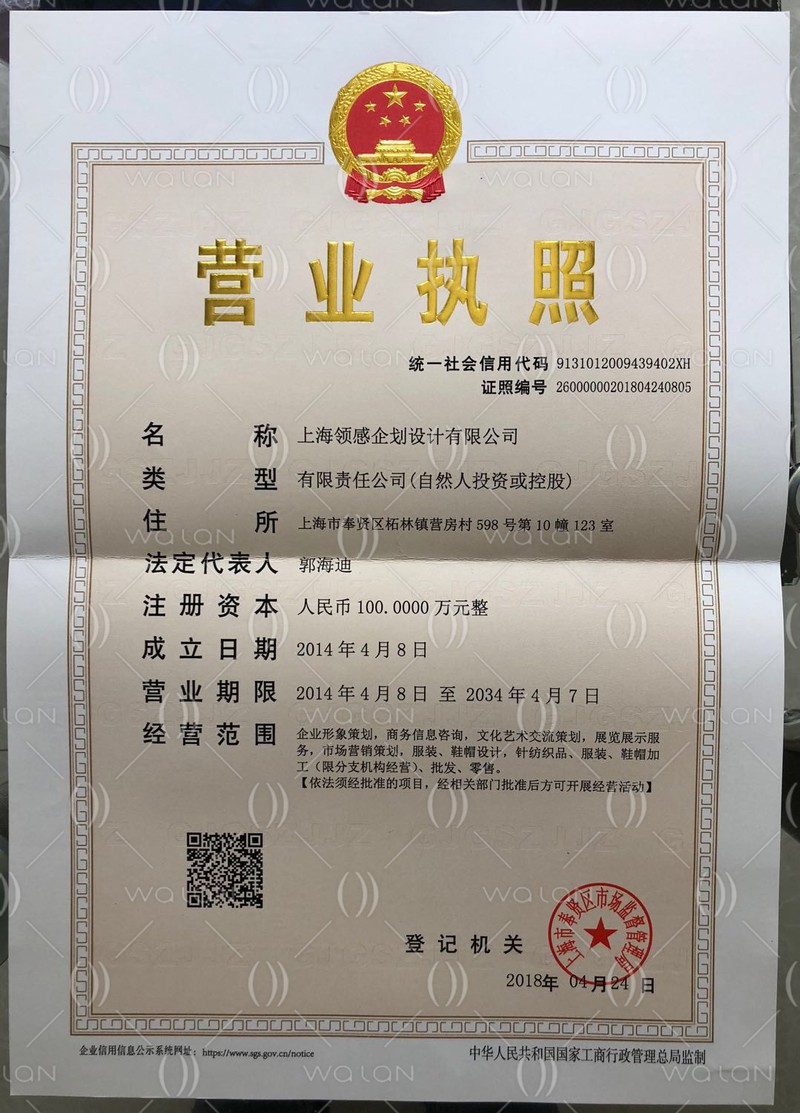 营业执照
统一社会信用代码 9131012009439402XH
证照编号 26000000201804240805
名称 上海领感企划设计有限公司
类型 有限责任公司(自然人投资或控股)
住所 上海市奉贤区柘林镇营房村598号第10幢123室
法定代表人 郭海迪
注册资本 人民币100.0000万元整
成立日期 2014年4月8日
营业期限 2014年4月8日 至 2034年4月7日
经营范围 企业形象策划，商务信息咨询，文化艺术交流策划，展览展示服
务，市场营销策划，服装、鞋帽设计，针纺织品、服装、鞋帽加
工（限分支机构经营）、批发、零售。
【依法须经批准的项目，经相关部门批准后方可开展经营活动】
登记机关
上海市奉贤区市场监督管理局
2018年 04月24日
企业信用信息公示系统网址：https://www.sgs.gov.cn/notice
中华人民共和国国家工商行政管理总局监制
walan